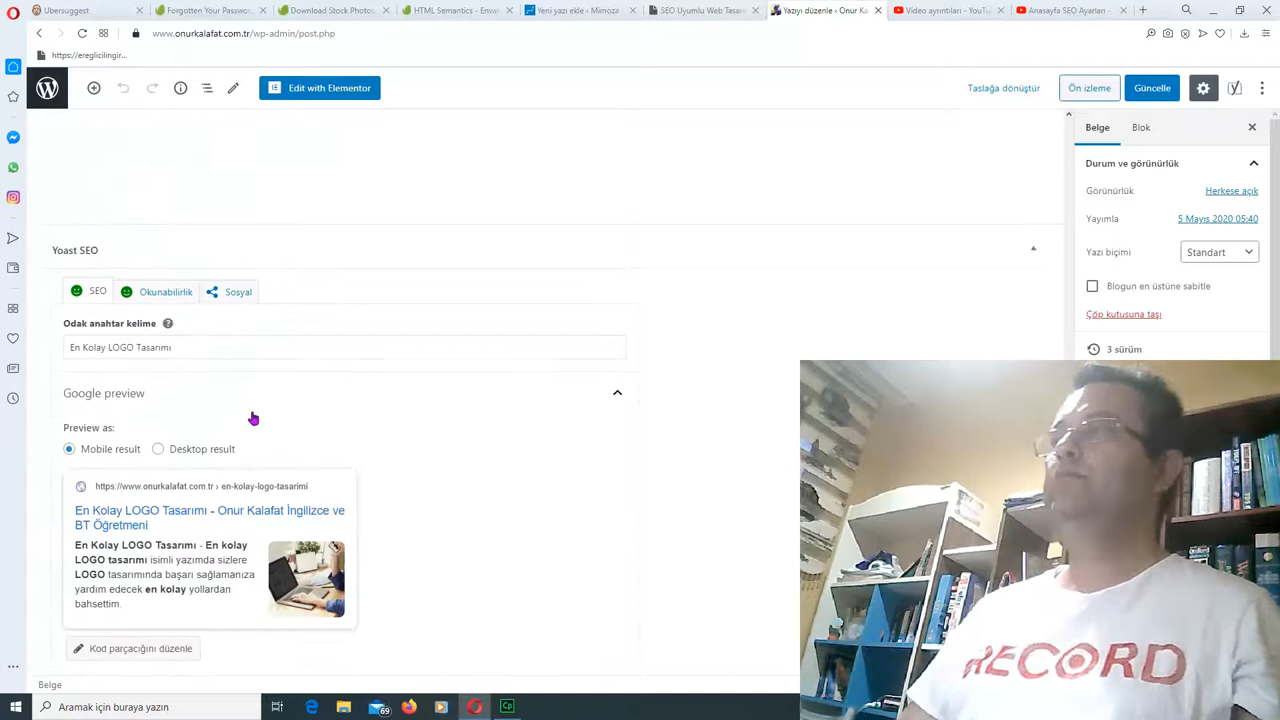 Ubersuggest
Forgotten Your Passwo
Download Stock Photo
HTML Semantics - Enva
Yeni yazı ekle ‹ Mimoza
SEO Uyumlu Web Tasarı
Yazıyı düzenle ‹ Onur Ka
Video ayrıntıları - YouTu
Anasayfa SEO Ayarları -
www.onurkalafat.com.tr/wp-admin/post.php
https://ereglicilingir...
Edit with Elementor
Taslağa dönüştür
Ön izleme
Güncelle
Belge
Blok
Durum ve görünürlük
Görünürlük
Herkese açık
Yayımla
5 Mayıs 2020 05:40
Yazı biçimi
Standart
Blogun en üstüne sabitle
Çöp kutusuna taşı
3 sürüm
Yoast SEO
SEO
Okunabilirlik
Sosyal
Odak anahtar kelime
En Kolay LOGO Tasarımı
Google preview
Preview as:
Mobile result
Desktop result
https://www.onurkalafat.com.tr › en-kolay-logo-tasarimi
En Kolay LOGO Tasarımı - Onur Kalafat İngilizce ve
BT Öğretmeni
En Kolay LOGO Tasarımı - En kolay
LOGO tasarımı isimli yazımda sizlere
LOGO tasarımında başarı sağlamanıza
yardım edecek en kolay yollardan
bahsettim.
Kod parçacığını düzenle
Belge
Aramak için buraya yazın
69
Cp
RECORD